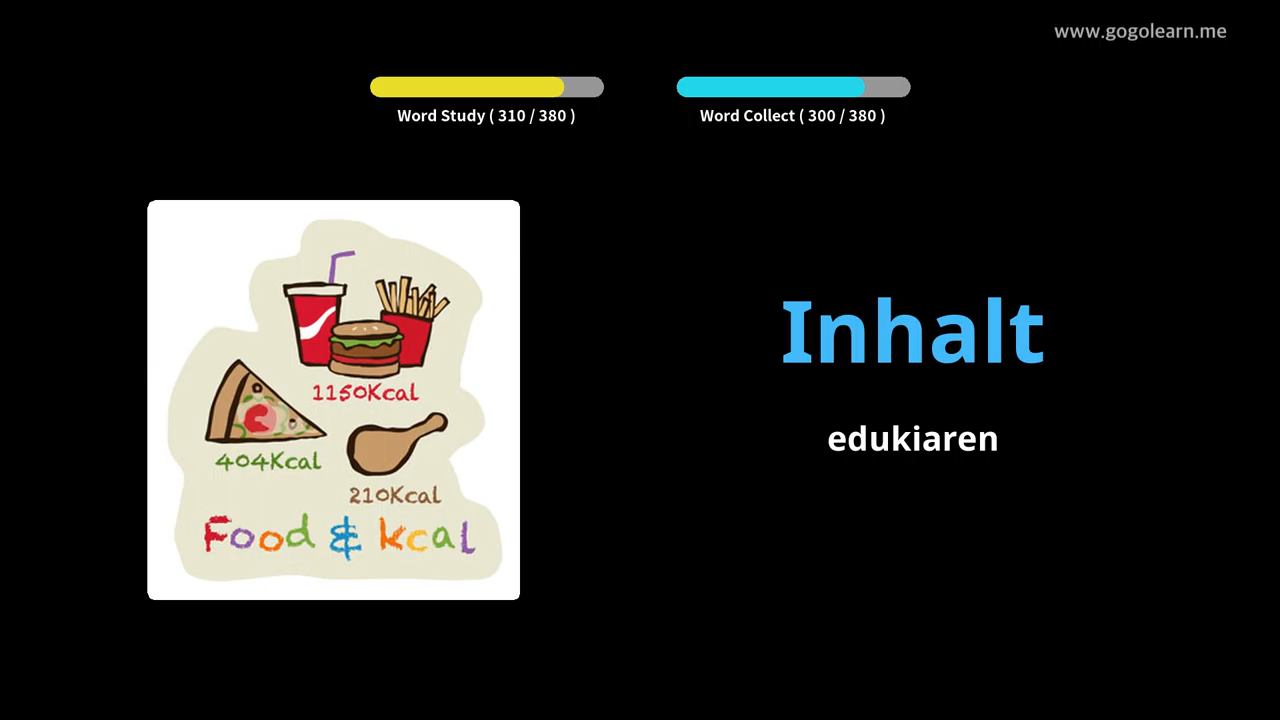 www.gogolearn.me
Word Study ( 310 / 380 )
Word Collect ( 300 / 380 )
1150Kcal
404Kcal
210Kcal
Food & kcal
Inhalt
edukiaren